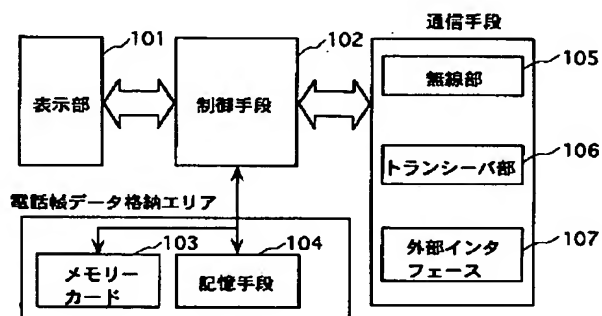 通信手段
101
102
105
無線部
表示部
制御手段
106
トランシーバ部
電話帳データ格納エリア
103
104
107
メモリー
カード
記憶手段
外部インタ
フェース